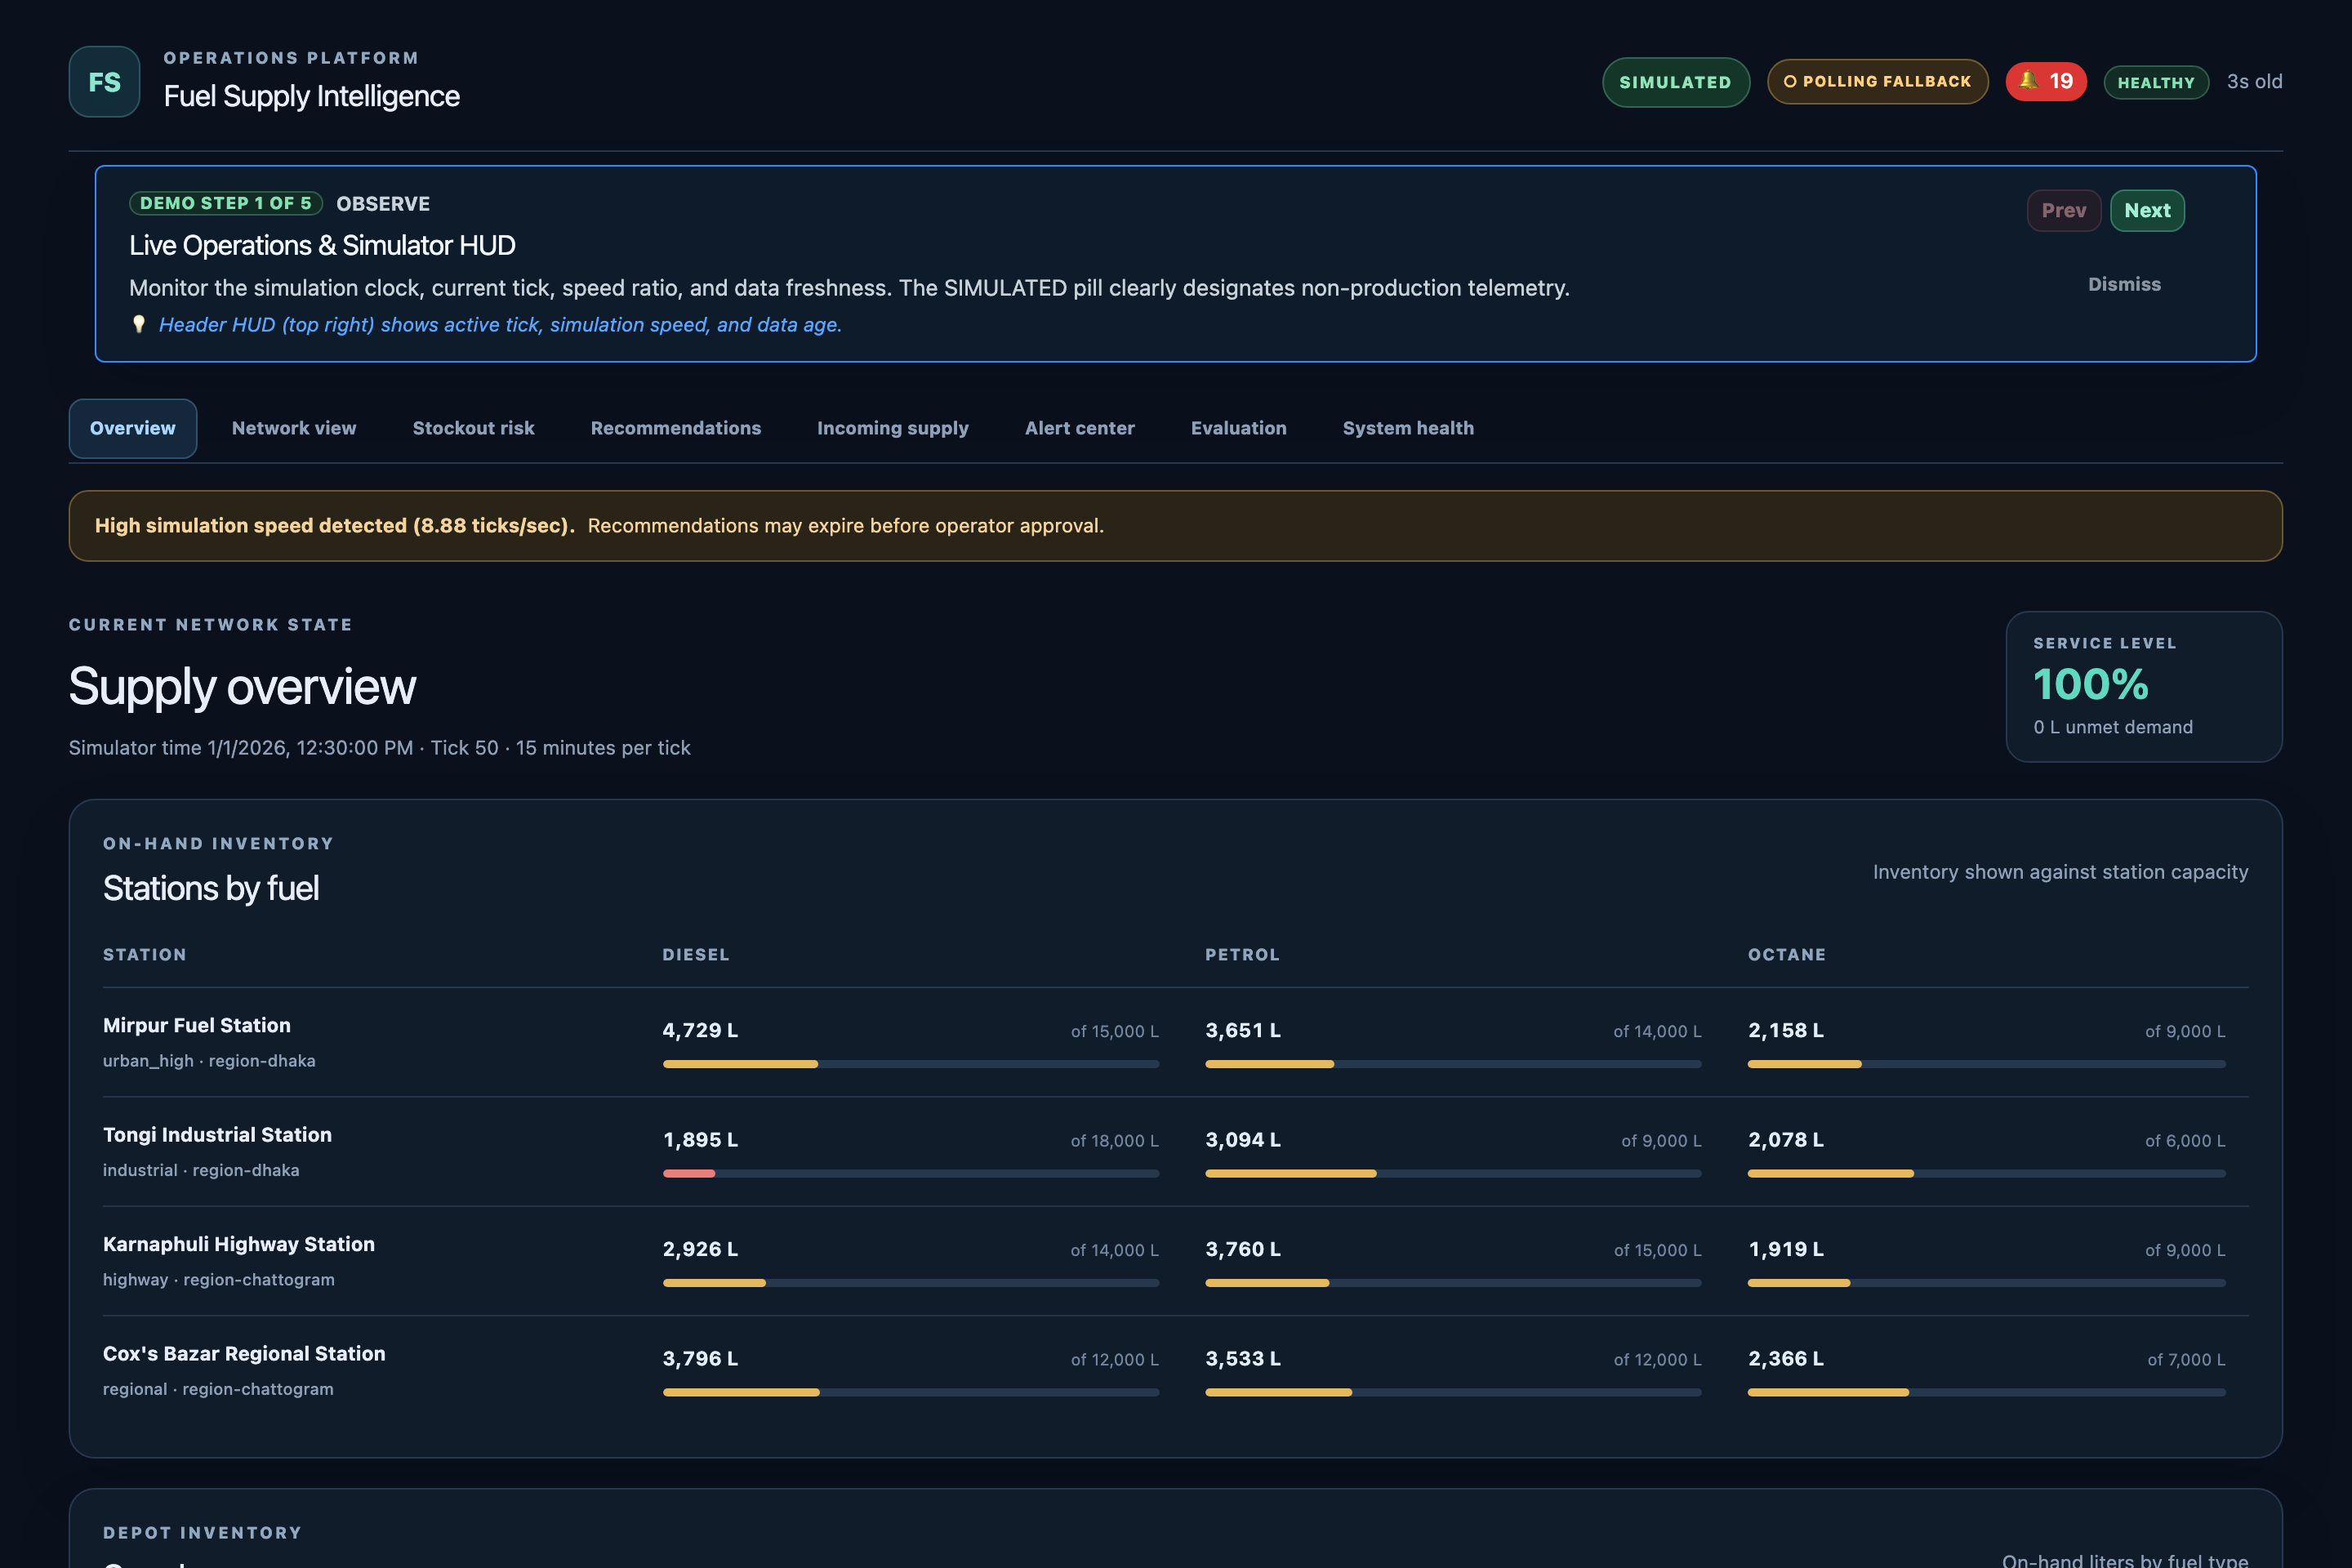 FS
OPERATIONS PLATFORM
Fuel Supply Intelligence
SIMULATED
POLLING FALLBACK
19
HEALTHY
3s old
DEMO STEP 1 OF 5 OBSERVE
Live Operations & Simulator HUD
Monitor the simulation clock, current tick, speed ratio, and data freshness. The SIMULATED pill clearly designates non-production telemetry.
Header HUD (top right) shows active tick, simulation speed, and data age.
Prev Next
Dismiss
Overview Network view Stockout risk Recommendations Incoming supply Alert center Evaluation System health
High simulation speed detected (8.88 ticks/sec). Recommendations may expire before operator approval.
CURRENT NETWORK STATE
Supply overview
Simulator time 1/1/2026, 12:30:00 PM · Tick 50 · 15 minutes per tick
SERVICE LEVEL
100%
0 L unmet demand
ON-HAND INVENTORY
Stations by fuel
Inventory shown against station capacity
STATION DIESEL PETROL OCTANE
Mirpur Fuel Station
urban_high · region-dhaka
4,729 L of 15,000 L 3,651 L of 14,000 L 2,158 L of 9,000 L
Tongi Industrial Station
industrial · region-dhaka
1,895 L of 18,000 L 3,094 L of 9,000 L 2,078 L of 6,000 L
Karnaphuli Highway Station
highway · region-chattogram
2,926 L of 14,000 L 3,760 L of 15,000 L 1,919 L of 9,000 L
Cox's Bazar Regional Station
regional · region-chattogram
3,796 L of 12,000 L 3,533 L of 12,000 L 2,366 L of 7,000 L
DEPOT INVENTORY
On-hand liters by fuel type